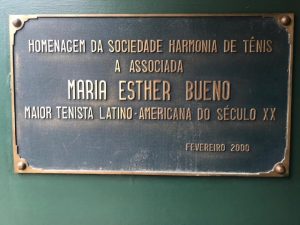 HOMENAGEM DA SOCIEDADE HARMONIA DE TÊNIS
A ASSOCIADA
MARIA ESTHER BUENO
MAIOR TENISTA LATINO-AMERICANA DO SÉCULO XX
FEVEREIRO 2000